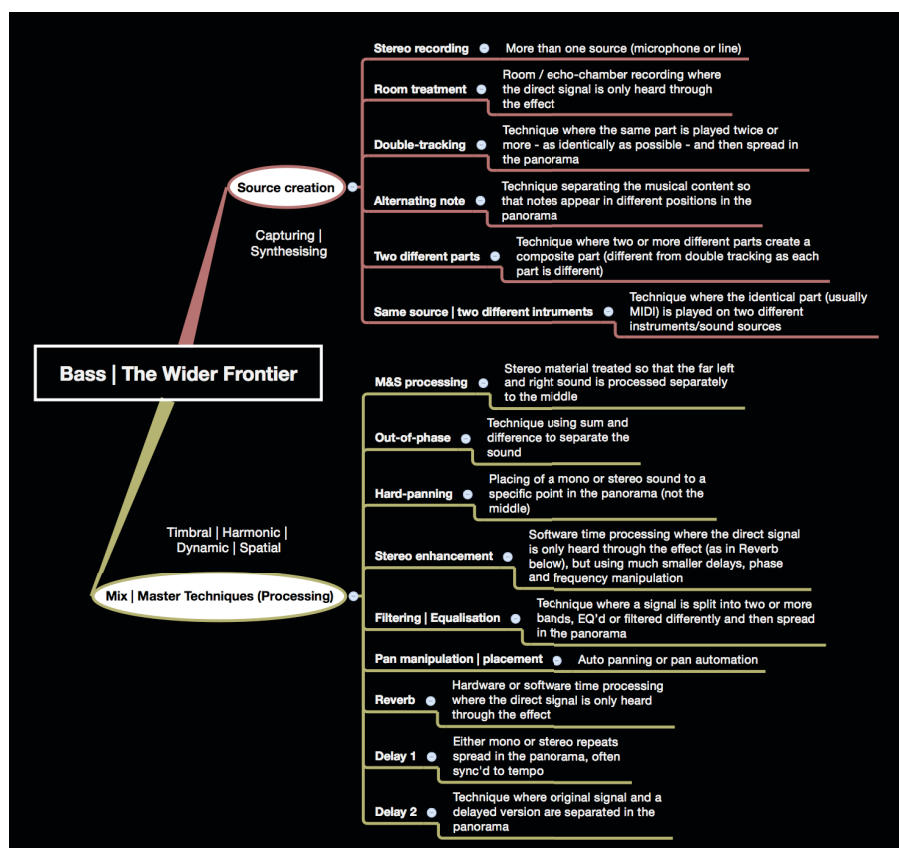 Stereo recording
More than one source (microphone or line)
Room treatment
Room / echo-chamber recording where
the direct signal is only heard through
the effect
Double-tracking
Technique where the same part is played twice or
more - as identically as possible - and then spread in
the panorama
Source creation
Alternating note
Technique separating the musical content so
that notes appear in different positions in the
panorama
Capturing |
Synthesising
Two different parts
Technique where two or more different parts create a
composite part (different from double tracking as each
part is different)
Same source | two different intruments
Technique where the identical part (usually
MIDI) is played on two different
instruments/sound sources
Bass | The Wider Frontier
M&S processing
Stereo material treated so that the far left
and right sound is processed separately
to the middle
Out-of-phase
Technique using sum and
difference to separate the
sound
Hard-panning
Placing of a mono or stereo sound to a
specific point in the panorama (not the
middle)
Timbral | Harmonic |
Dynamic | Spatial
Stereo enhancement
Software time processing where the direct signal
is only heard through the effect (as in Reverb
below), but using much smaller delays, phase
and frequency manipulation
Mix | Master Techniques (Processing)
Filtering | Equalisation
Technique where a signal is split into two or more
bands, EQ'd or filtered differently and then spread
in the panorama
Pan manipulation | placement
Auto panning or pan automation
Reverb
Hardware or software time processing
where the direct signal is only heard
through the effect
Delay 1
Either mono or stereo repeats
spread in the panorama, often
sync'd to tempo
Delay 2
Technique where original signal and a
delayed version are separated in the
panorama